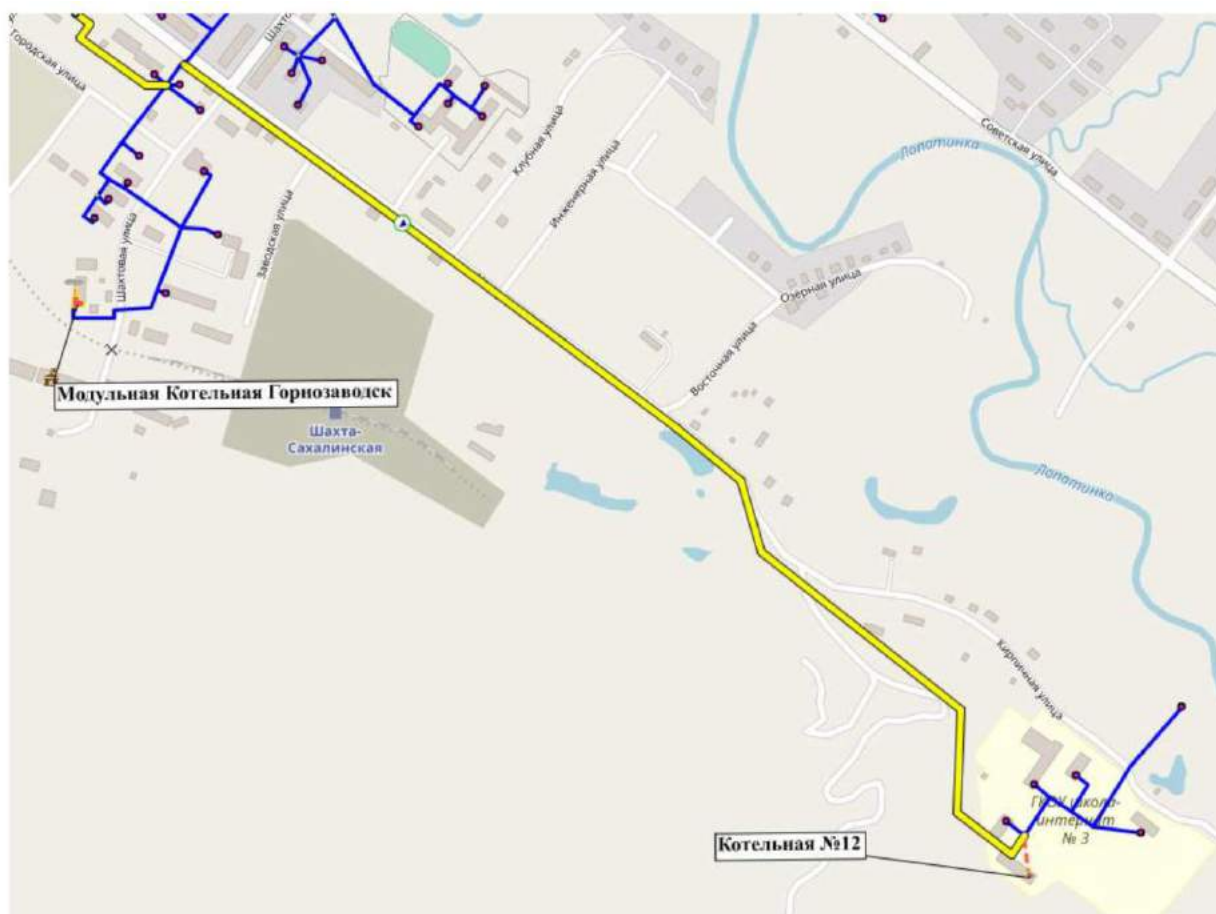 Городская улица
Шахто
Клубная улица
Инженерная улица
Лопатинка
Советская улица
Заводская улица
Шахтовая улица
Озёрная улица
Восточная улица
Модульная Котельная Горнозаводск
Шахта-
Сахалинская
Лопатинка
Кирпичная улица
ГКОУ школа-
интернат
№ 3
Котельная №12